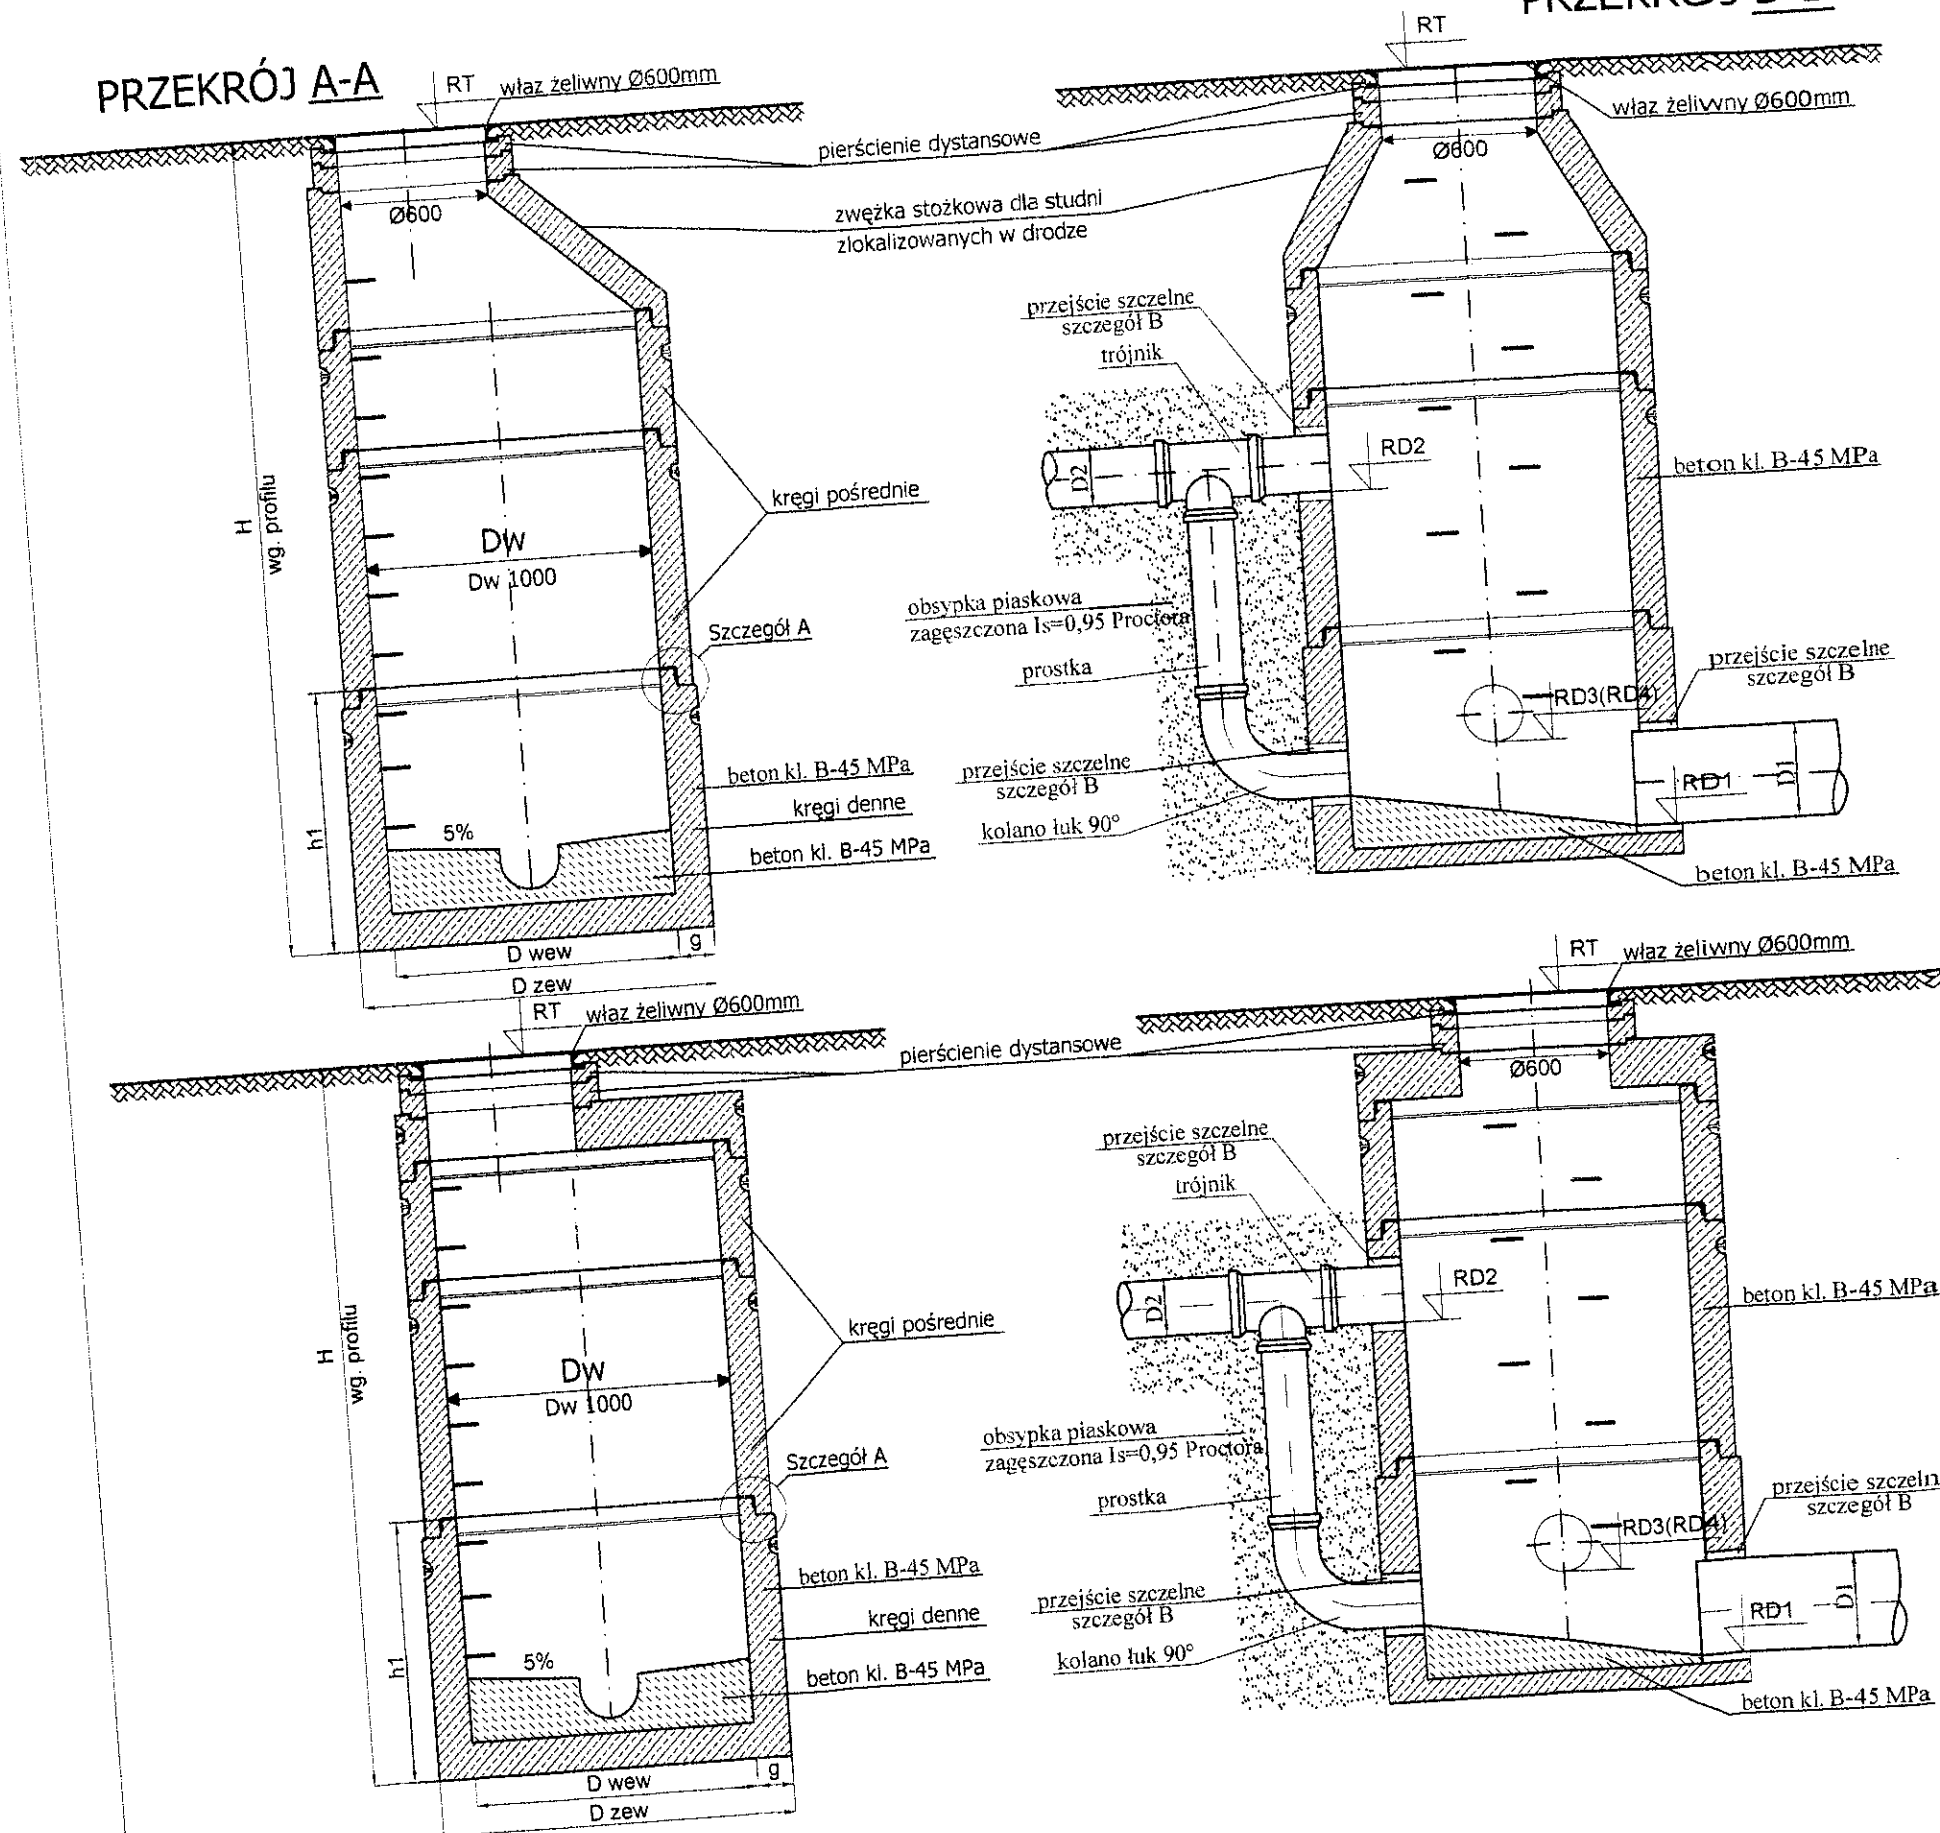 PRZEKRÓJ A-A
RT
właz żeliwny Ø600mm
RT
właz żeliwny Ø600mm
pierścienie dystansowe
Ø600
Ø600
zwężka stożkowa dla studni
zlokalizowanych w drodze
przejście szczelne
szczegół B
trójnik
D2
RD2
beton kl. B-45 MPa
kręgi pośrednie
H
wg. profilu
Dw
Dw 1000
obsypka piaskowa
zagęszczona Is=0,95 Proctora
Szczegół A
prostka
przejście szczelne
szczegół B
RD3(RD4)
beton kl. B-45 MPa
przejście szczelne
szczegół B
RD1
D1
kręgi denne
kolano łuk 90°
h1
5%
beton kl. B-45 MPa
beton kl. B-45 MPa
D wew
g
D zew
RT
właz żeliwny Ø600mm
RT
właz żeliwny Ø600mm
pierścienie dystansowe
Ø600
przejście szczelne
szczegół B
trójnik
D2
RD2
beton kl. B-45 MPa
kręgi pośrednie
H
wg. profilu
Dw
Dw 1000
obsypka piaskowa
zagęszczona Is=0,95 Proctora
Szczegół A
prostka
przejście szczeln
szczegół B
RD3(RD4)
beton kl. B-45 MPa
przejście szczelne
szczegół B
RD1
D1
kręgi denne
kolano łuk 90°
h1
5%
beton kl. B-45 MPa
beton kl. B-45 MPa
D wew
g
D zew